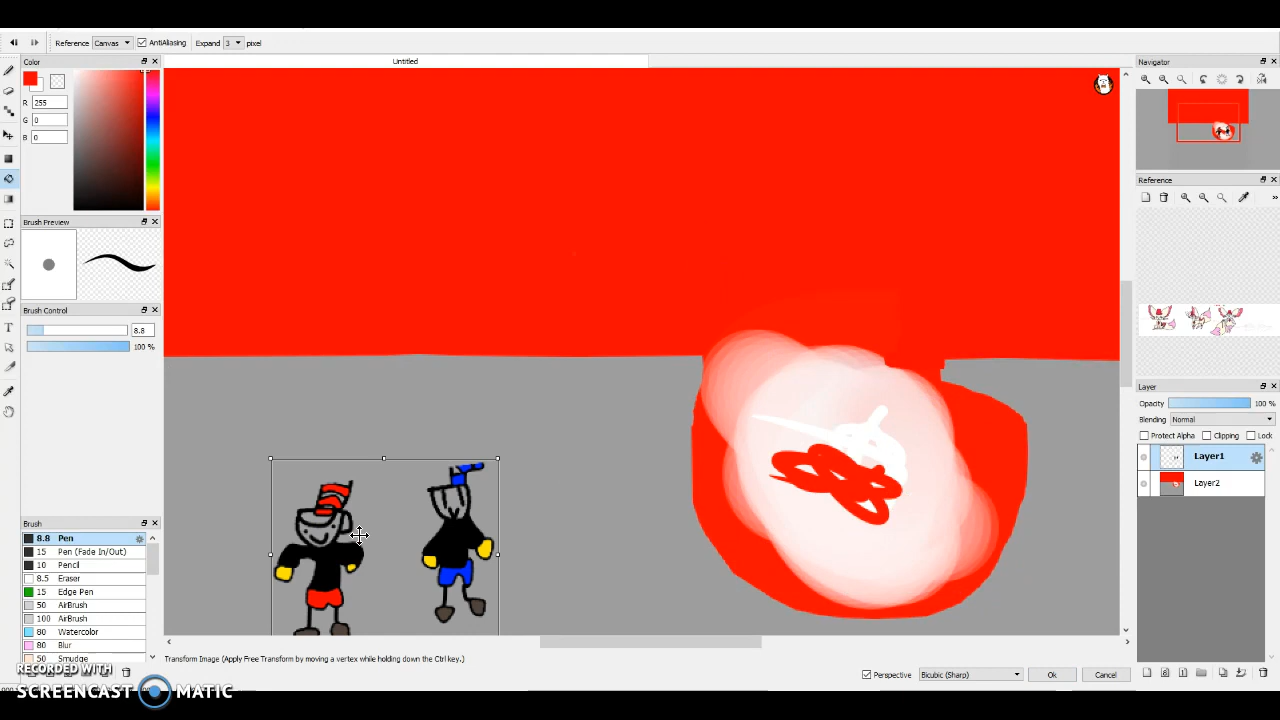 Reference Canvas AntiAliasing Expand 3 pixel
Color
Untitled
Navigator
R 255
G 0
B 0
Reference
Brush Preview
Brush Control
8.8
100 %
Layer
Opacity 100 %
Blending Normal
Protect Alpha Clipping Lock
Layer1
Layer2
Brush
8.8 Pen
15 Pen (Fade In/Out)
10 Pencil
8.5 Eraser
15 Edge Pen
50 AirBrush
100 AirBrush
80 Watercolor
80 Blur
50 Smudge
Transform Image (Apply Free Transform by moving a vertex while holding down the Ctrl key.)
Perspective Bicubic (Sharp) Ok Cancel
RECORDED WITH
SCREENCAST MATIC